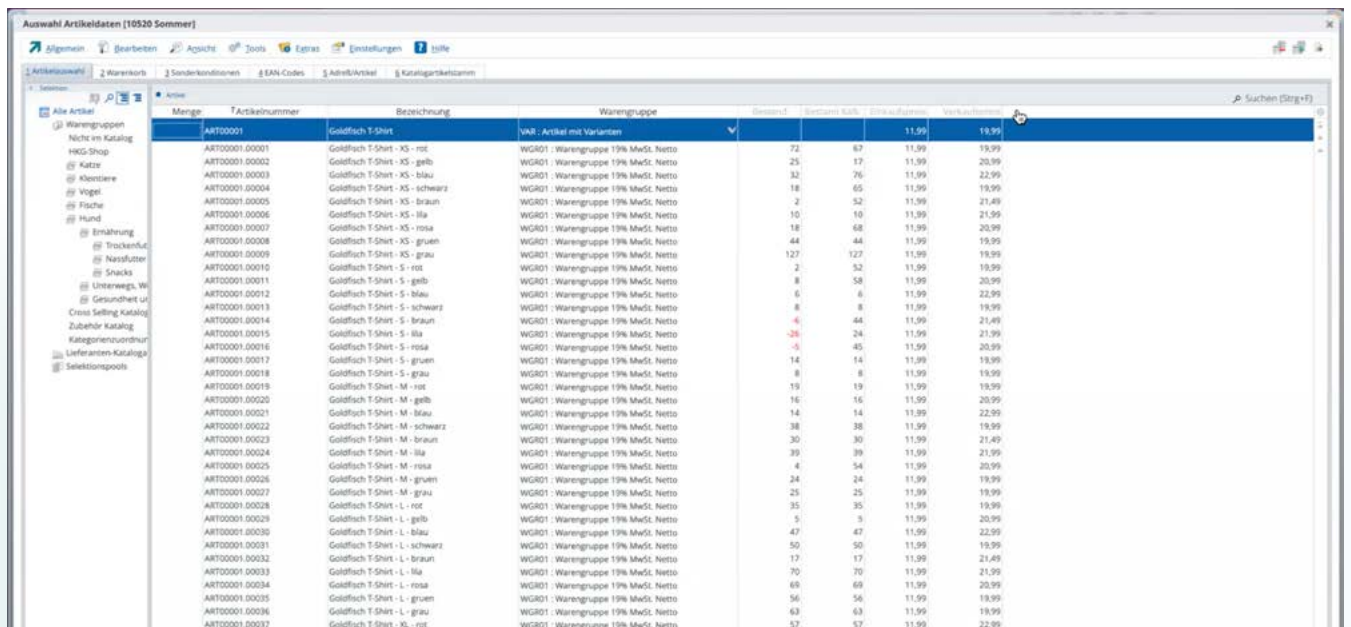 Auswahl Artikeldaten [10520 Sommer]
Allgemein Bearbeiten Ansicht Tools Extras Einstellungen Hilfe
1 Artikelauswahl 2 Warenkorb 3 Sonderkonditionen 4 EAN-Codes 5 Adreß/Artikel 6 Katalogartikelstamm
Selektion
Artikel
Suchen (Strg+F)
Alle Artikel
Warengruppen
Nicht im Katalog
HKG-Shop
Katze
Kleintiere
Vogel
Fische
Hund
Ernährung
Trockenfut
Nassfutter
Snacks
Unterwegs, W
Gesundheit ur
Cross Selling Katalog
Zubehör Katalog
Kategorienzuordnur
Lieferanten-Kataloga
Selektionspools
Menge Artikelnummer Bezeichnung Warengruppe Bestand Bestand Kalk. Einkaufspreis Verkaufspreis
ART00001 Goldfisch T-Shirt VAR : Artikel mit Varianten 11,99 19,99
ART00001.00001 Goldfisch T-Shirt - XS - rot WGR01 : Warengruppe 19% MwSt. Netto 72 67 11,99 19,99
ART00001.00002 Goldfisch T-Shirt - XS - gelb WGR01 : Warengruppe 19% MwSt. Netto 25 17 11,99 20,99
ART00001.00003 Goldfisch T-Shirt - XS - blau WGR01 : Warengruppe 19% MwSt. Netto 32 76 11,99 22,99
ART00001.00004 Goldfisch T-Shirt - XS - schwarz WGR01 : Warengruppe 19% MwSt. Netto 18 65 11,99 19,99
ART00001.00005 Goldfisch T-Shirt - XS - braun WGR01 : Warengruppe 19% MwSt. Netto 2 52 11,99 21,49
ART00001.00006 Goldfisch T-Shirt - XS - lila WGR01 : Warengruppe 19% MwSt. Netto 10 10 11,99 21,99
ART00001.00007 Goldfisch T-Shirt - XS - rosa WGR01 : Warengruppe 19% MwSt. Netto 18 68 11,99 20,99
ART00001.00008 Goldfisch T-Shirt - XS - gruen WGR01 : Warengruppe 19% MwSt. Netto 44 44 11,99 19,99
ART00001.00009 Goldfisch T-Shirt - XS - grau WGR01 : Warengruppe 19% MwSt. Netto 127 127 11,99 19,99
ART00001.00010 Goldfisch T-Shirt - S - rot WGR01 : Warengruppe 19% MwSt. Netto 2 52 11,99 19,99
ART00001.00011 Goldfisch T-Shirt - S - gelb WGR01 : Warengruppe 19% MwSt. Netto 8 58 11,99 20,99
ART00001.00012 Goldfisch T-Shirt - S - blau WGR01 : Warengruppe 19% MwSt. Netto 6 6 11,99 22,99
ART00001.00013 Goldfisch T-Shirt - S - schwarz WGR01 : Warengruppe 19% MwSt. Netto 8 8 11,99 19,99
ART00001.00014 Goldfisch T-Shirt - S - braun WGR01 : Warengruppe 19% MwSt. Netto -6 44 11,99 21,49
ART00001.00015 Goldfisch T-Shirt - S - lila WGR01 : Warengruppe 19% MwSt. Netto -26 24 11,99 21,99
ART00001.00016 Goldfisch T-Shirt - S - rosa WGR01 : Warengruppe 19% MwSt. Netto -5 45 11,99 20,99
ART00001.00017 Goldfisch T-Shirt - S - gruen WGR01 : Warengruppe 19% MwSt. Netto 14 14 11,99 19,99
ART00001.00018 Goldfisch T-Shirt - S - grau WGR01 : Warengruppe 19% MwSt. Netto 8 8 11,99 19,99
ART00001.00019 Goldfisch T-Shirt - M - rot WGR01 : Warengruppe 19% MwSt. Netto 19 19 11,99 19,99
ART00001.00020 Goldfisch T-Shirt - M - gelb WGR01 : Warengruppe 19% MwSt. Netto 16 16 11,99 20,99
ART00001.00021 Goldfisch T-Shirt - M - blau WGR01 : Warengruppe 19% MwSt. Netto 14 14 11,99 22,99
ART00001.00022 Goldfisch T-Shirt - M - schwarz WGR01 : Warengruppe 19% MwSt. Netto 38 38 11,99 19,99
ART00001.00023 Goldfisch T-Shirt - M - braun WGR01 : Warengruppe 19% MwSt. Netto 30 30 11,99 21,49
ART00001.00024 Goldfisch T-Shirt - M - lila WGR01 : Warengruppe 19% MwSt. Netto 39 39 11,99 21,99
ART00001.00025 Goldfisch T-Shirt - M - rosa WGR01 : Warengruppe 19% MwSt. Netto 4 54 11,99 20,99
ART00001.00026 Goldfisch T-Shirt - M - gruen WGR01 : Warengruppe 19% MwSt. Netto 24 24 11,99 19,99
ART00001.00027 Goldfisch T-Shirt - M - grau WGR01 : Warengruppe 19% MwSt. Netto 25 25 11,99 19,99
ART00001.00028 Goldfisch T-Shirt - L - rot WGR01 : Warengruppe 19% MwSt. Netto 35 35 11,99 19,99
ART00001.00029 Goldfisch T-Shirt - L - gelb WGR01 : Warengruppe 19% MwSt. Netto 5 5 11,99 20,99
ART00001.00030 Goldfisch T-Shirt - L - blau WGR01 : Warengruppe 19% MwSt. Netto 47 47 11,99 22,99
ART00001.00031 Goldfisch T-Shirt - L - schwarz WGR01 : Warengruppe 19% MwSt. Netto 50 50 11,99 19,99
ART00001.00032 Goldfisch T-Shirt - L - braun WGR01 : Warengruppe 19% MwSt. Netto 17 17 11,99 21,49
ART00001.00033 Goldfisch T-Shirt - L - lila WGR01 : Warengruppe 19% MwSt. Netto 70 70 11,99 21,99
ART00001.00034 Goldfisch T-Shirt - L - rosa WGR01 : Warengruppe 19% MwSt. Netto 69 69 11,99 20,99
ART00001.00035 Goldfisch T-Shirt - L - gruen WGR01 : Warengruppe 19% MwSt. Netto 56 56 11,99 19,99
ART00001.00036 Goldfisch T-Shirt - L - grau WGR01 : Warengruppe 19% MwSt. Netto 63 63 11,99 19,99
ART00001.00037 Goldfisch T-Shirt - XL - rot WGR01 : Warengruppe 19% MwSt. Netto 57 57 11,99 22,99